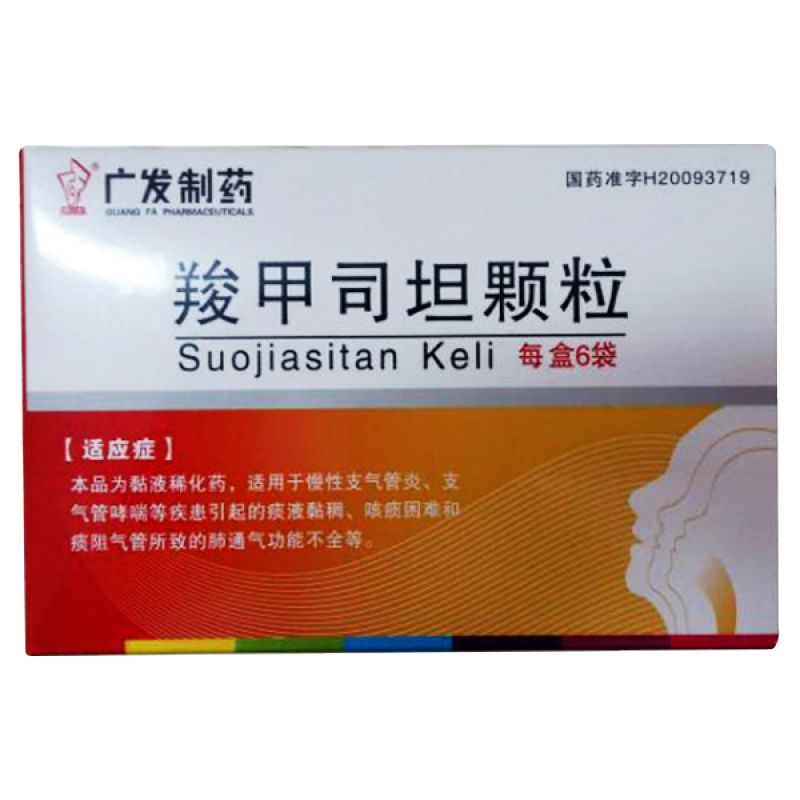 广发制药
GUANG FA PHARMACEUTICALS
国药准字H20093719
羧甲司坦颗粒
Suojiasitan Keli 每盒6袋
【适应症】
本品为黏液稀化药，适用于慢性支气管炎、支
气管哮喘等疾患引起的痰液黏稠、咳痰困难和
痰阻气管所致的肺通气功能不全等。